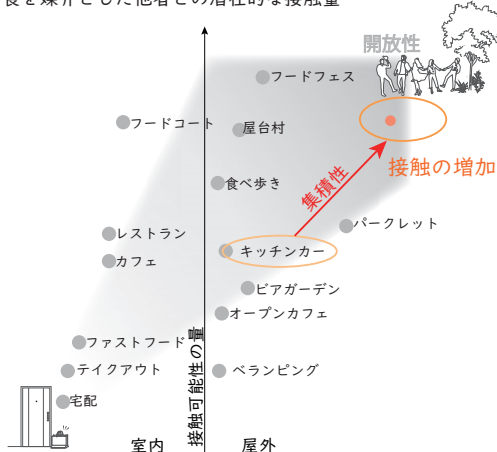 食を媒介とした他者との潜在的な接触量
開放性
フードフェス
フードコート
屋台村
接触の増加
食べ歩き
集積性
パークレット
レストラン
キッチンカー
カフェ
ビアガーデン
オープンカフェ
ファストフード
テイクアウト
ベランピング
宅配
接触可能性の量
室内
屋外